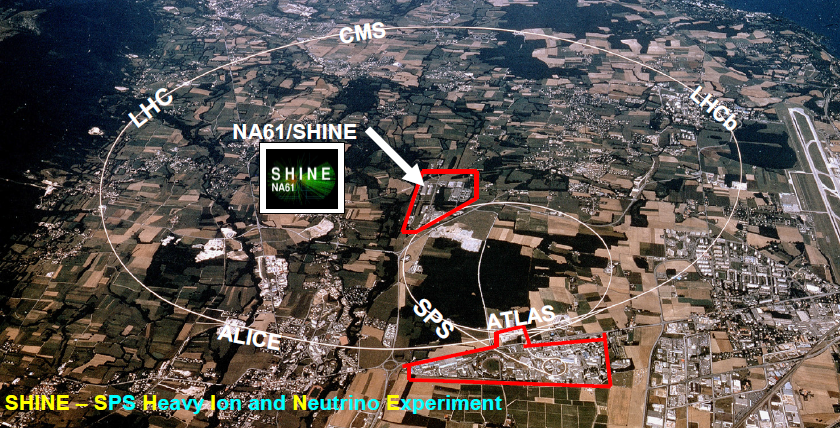 CMS
LHC
LHCb
NA61/SHINE
SHINE
NA61
SPS
ATLAS
ALICE
SHINE – SPS Heavy Ion and Neutrino Experiment